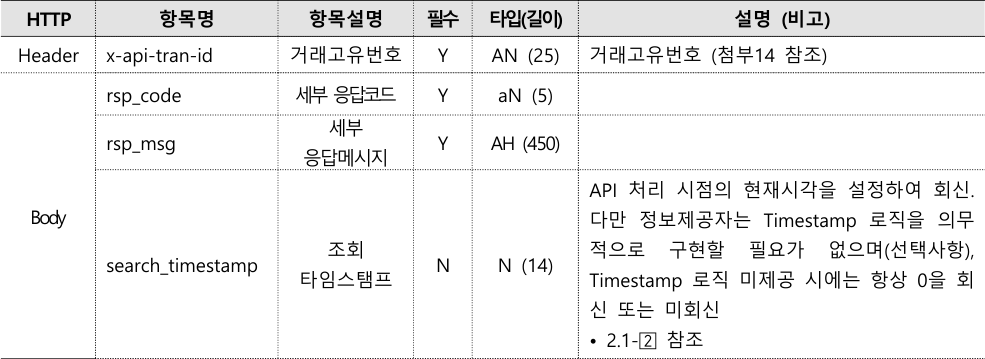 HTTP 항목명 항목설명 필수 타입(길이) 설명 (비고)
Header x-api-tran-id 거래고유번호 Y AN (25) 거래고유번호 (첨부14 참조)
Body
rsp_code 세부 응답코드 Y aN (5)
rsp_msg 세부
응답메시지 Y AH (450)
search_timestamp 조회
타임스탬프 N N (14)
API 처리 시점의 현재시각을 설정하여 회신.
다만 정보제공자는 Timestamp 로직을 의무
적으로 구현할 필요가 없으며(선택사항),
Timestamp 로직 미제공 시에는 항상 0을 회
신 또는 미회신
• 2.1-2️⃣ 참조